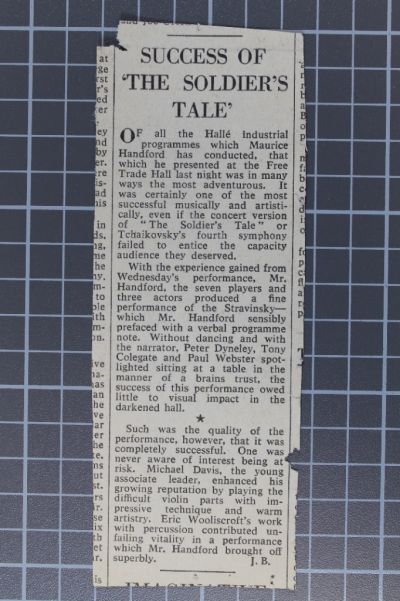 SUCCESS OF
'THE SOLDIER'S
TALE'
OF all the Hallé industrial
programmes which Maurice
Handford has conducted, that
which he presented at the Free
Trade Hall last night was in many
ways the most adventurous. It
was certainly one of the most
successful musically and artisti-
cally, even if the concert version
of "The Soldier's Tale" or
Tchaikovsky's fourth symphony
failed to entice the capacity
audience they deserved.
With the experience gained from
Wednesday's performance, Mr.
Handford, the seven players and
three actors produced a fine
performance of the Stravinsky—
which Mr. Handford sensibly
prefaced with a verbal programme
note. Without dancing and with
the narrator, Peter Dyneley, Tony
Colegate and Paul Webster spot-
lighted sitting at a table in the
manner of a brains trust, the
success of this performance owed
little to visual impact in the
darkened hall.
★
Such was the quality of the
performance, however, that it was
completely successful. One was
never aware of interest being at
risk. Michael Davis, the young
associate leader, enhanced his
growing reputation by playing the
difficult violin parts with im-
pressive technique and warm
artistry. Eric Wooliscroft's work
with percussion contributed un-
failing vitality in a performance
which Mr. Handford brought off
superbly. J. B.